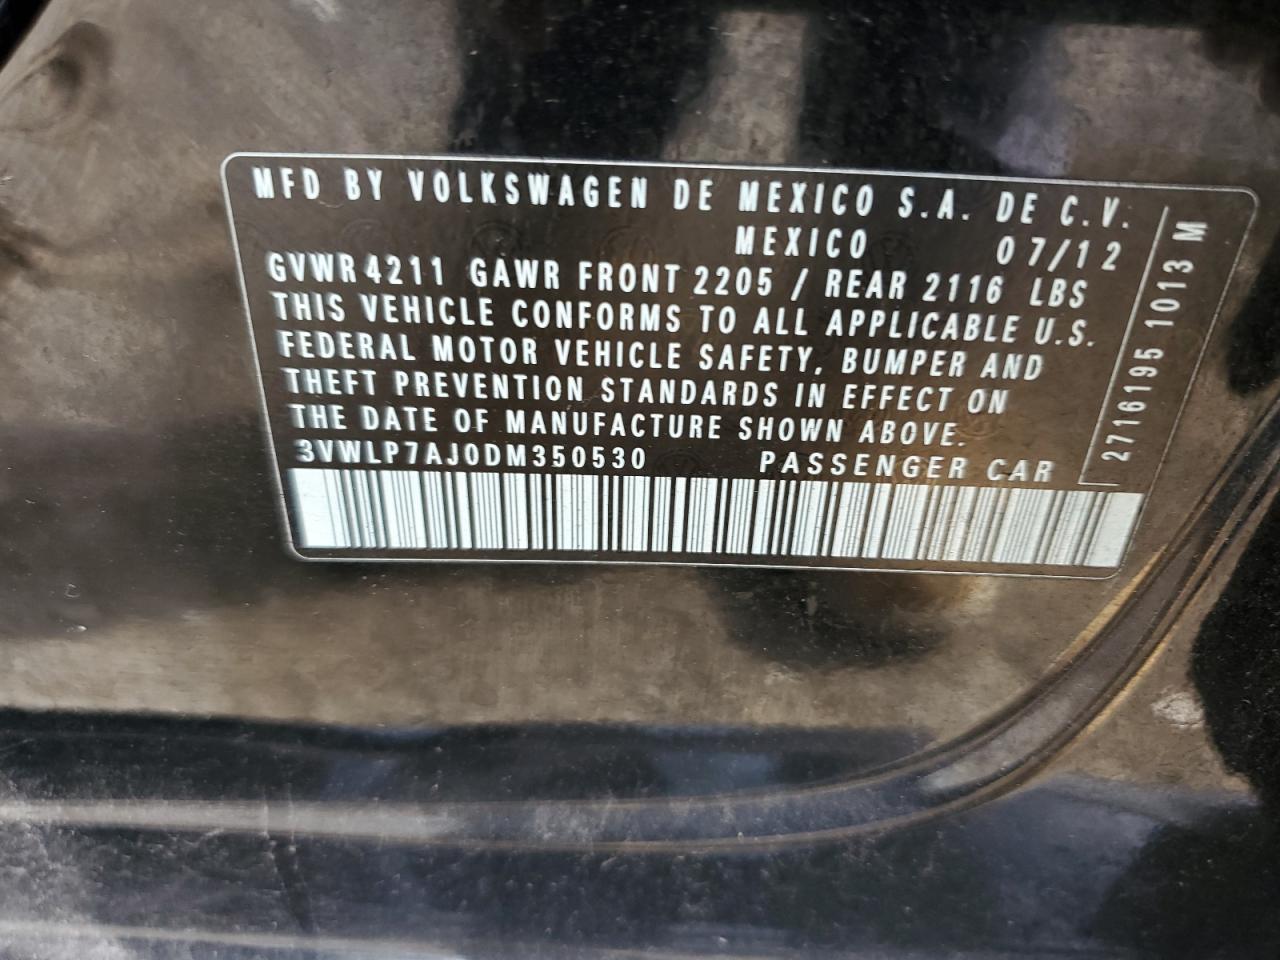 MFD BY VOLKSWAGEN DE MEXICO S.A. DE C.V.
MEXICO 07/12
GVWR 4211 GAWR FRONT 2205 / REAR 2116 LBS
THIS VEHICLE CONFORMS TO ALL APPLICABLE U.S.
FEDERAL MOTOR VEHICLE SAFETY, BUMPER AND
THEFT PREVENTION STANDARDS IN EFFECT ON
THE DATE OF MANUFACTURE SHOWN ABOVE.
3VWLP7AJ0DM350530 PASSENGER CAR
2716195 1013 M